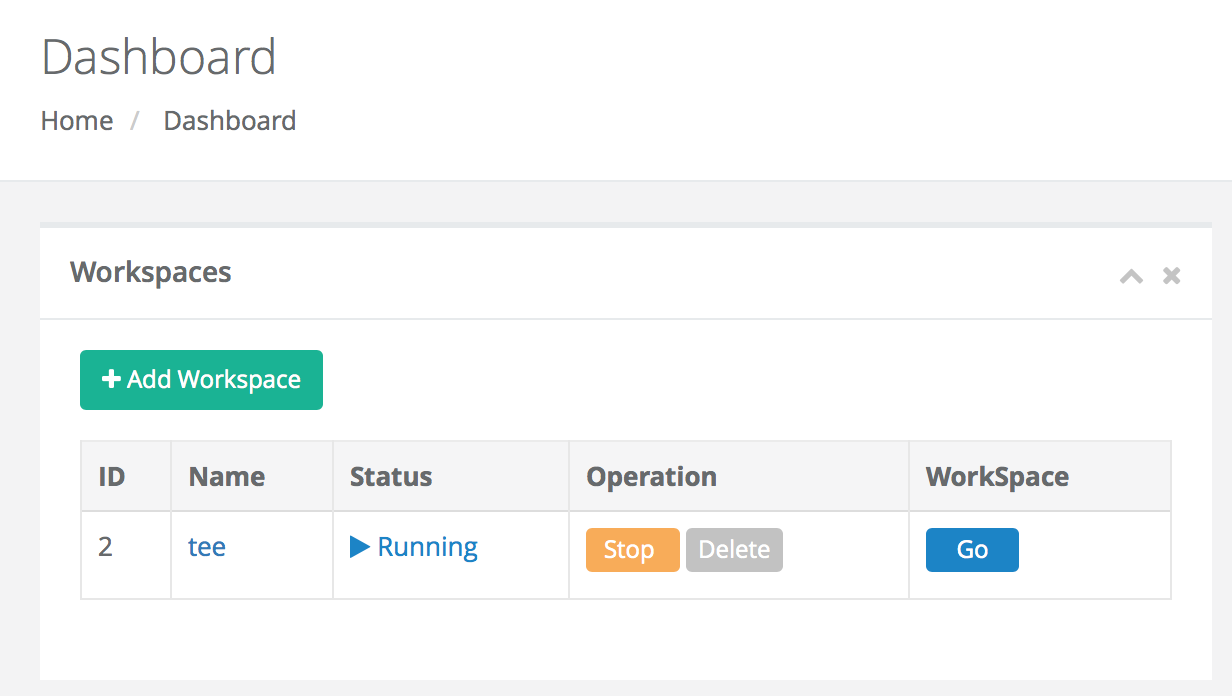 Dashboard
Home / Dashboard
Workspaces
Add Workspace
ID Name Status Operation WorkSpace
2 tee Running Stop Delete Go